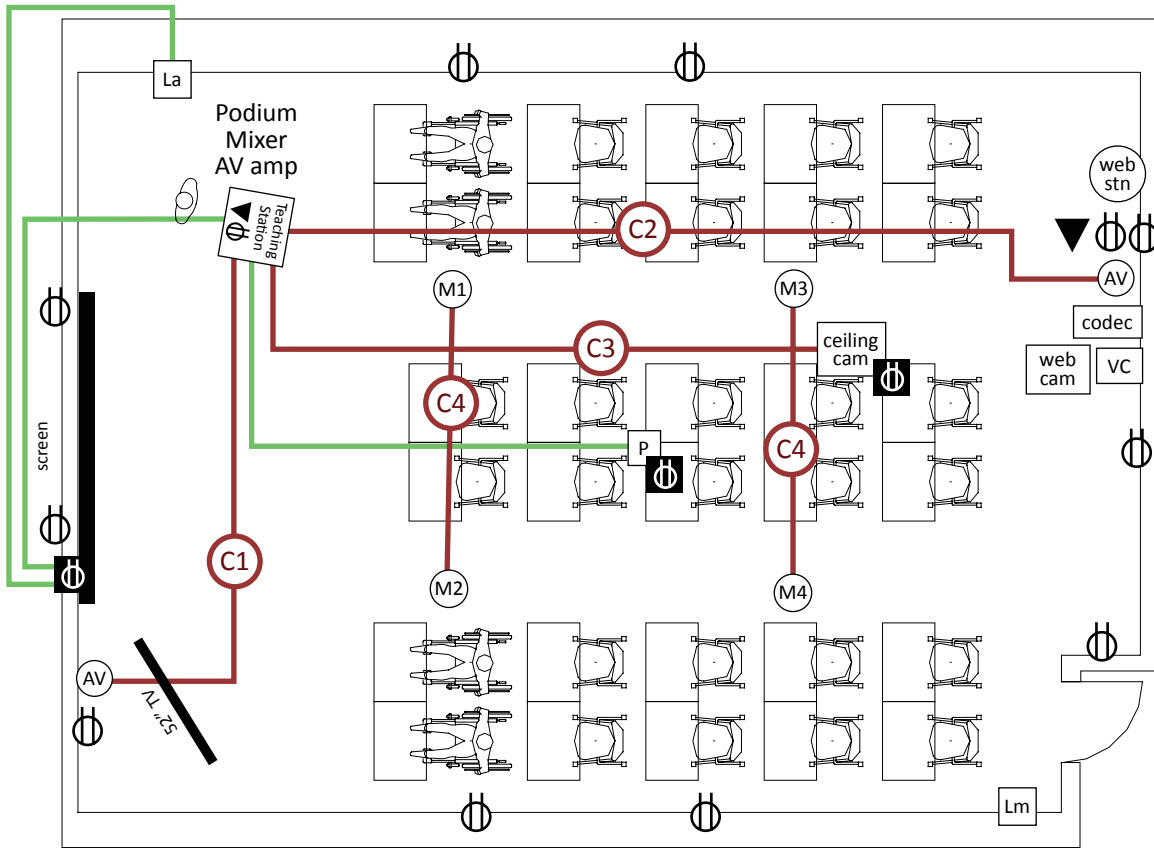 La
Podium
Mixer
AV amp
Teaching
Station
web
stn
C2
AV
M1
M3
codec
C3
ceiling
cam
web
cam
VC
C4
screen
P
C4
C1
M2
M4
AV
52" TV
Lm